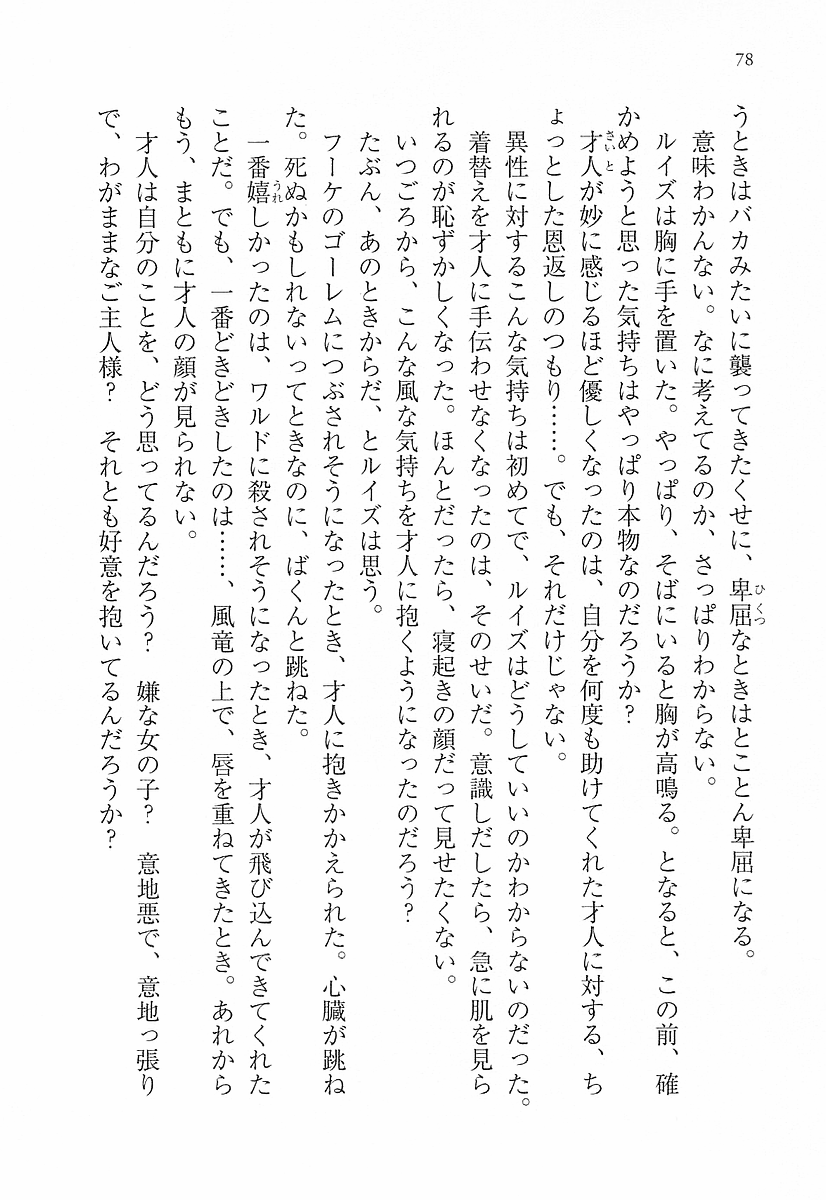 78
うときはバカみたいに襲ってきたくせに、卑屈なときはとことん卑屈になる。
意味わかんない。なに考えてるのか、さっぱりわからない。
ルイズは胸に手を置いた。やっぱり、そばにいると胸が高鳴る。となると、この前、確
かめようと思った気持ちはやっぱり本物なのだろうか?
才人が妙に感じるほど優しくなったのは、自分を何度も助けてくれた才人に対する、ち
ょっとした恩返しのつもり……。でも、それだけじゃない。
異性に対するこんな気持ちは初めてで、ルイズはどうしていいのかわからないのだった。
着替えを才人に手伝わせなくなったのは、そのせいだ。意識しだしたら、急に肌を見ら
れるのが恥ずかしくなった。ほんとだったら、寝起きの顔だって見せたくない。
いつごろから、こんな風な気持ちを才人に抱くようになったのだろう?
たぶん、あのときからだ、とルイズは思う。
フーケのゴーレムにつぶされそうになったとき、才人に抱きかかえられた。心臓が跳ね
た。死ぬかもしれないってときなのに、ばくんと跳ねた。
一番嬉しかったのは、ワルドに殺されそうになったとき、才人が飛び込んできてくれた
ことだ。でも、一番どきどきしたのは……、風竜の上で、唇を重ねてきたとき。あれから
もう、まともに才人の顔が見られない。
才人は自分のことを、どう思ってるんだろう? 嫌な女の子? 意地悪で、意地っ張り
で、わがままなご主人様? それとも好意を抱いてるんだろうか?